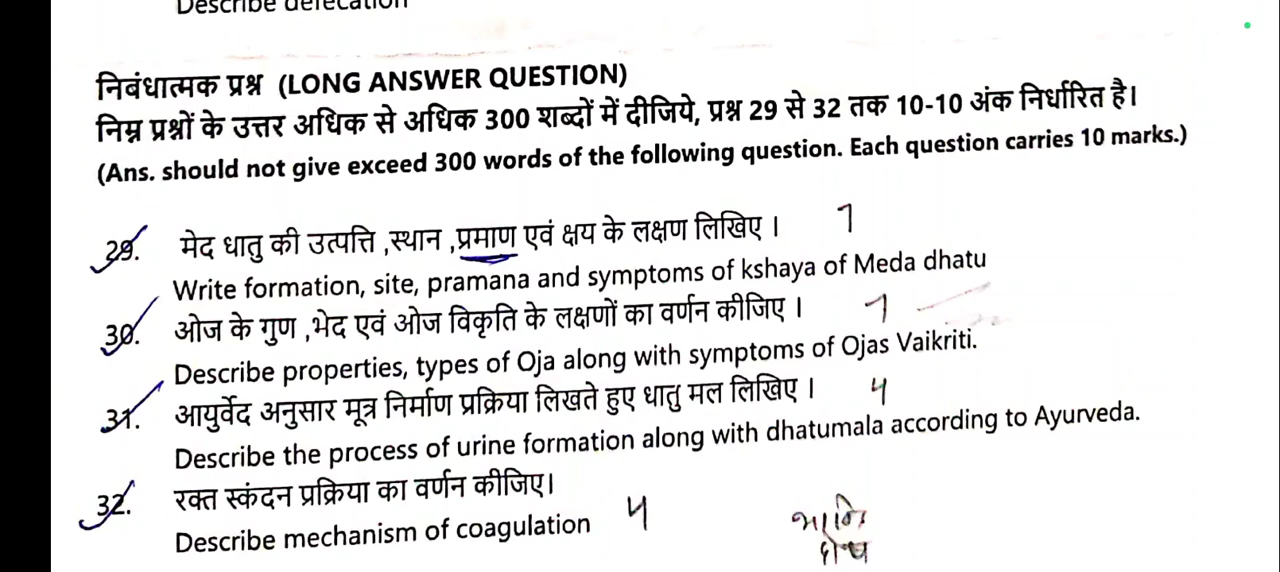 Describe defecation
निबंधात्मक प्रश्न (LONG ANSWER QUESTION)
निम्न प्रश्नों के उत्तर अधिक से अधिक 300 शब्दों में दीजिये, प्रश्न 29 से 32 तक 10-10 अंक निर्धारित है।
(Ans. should not give exceed 300 words of the following question. Each question carries 10 marks.)
29. मेद धातु की उत्पत्ति ,स्थान ,प्रमाण एवं क्षय के लक्षण लिखिए । 7
Write formation, site, pramana and symptoms of kshaya of Meda dhatu
30. ओज के गुण ,भेद एवं ओज विकृति के लक्षणों का वर्णन कीजिए । 7
Describe properties, types of Oja along with symptoms of Ojas Vaikriti.
31. आयुर्वेद अनुसार मूत्र निर्माण प्रक्रिया लिखते हुए धातु मल लिखिए । 4
Describe the process of urine formation along with dhatumala according to Ayurveda.
32. रक्त स्कंदन प्रक्रिया का वर्णन कीजिए।
Describe mechanism of coagulation 4